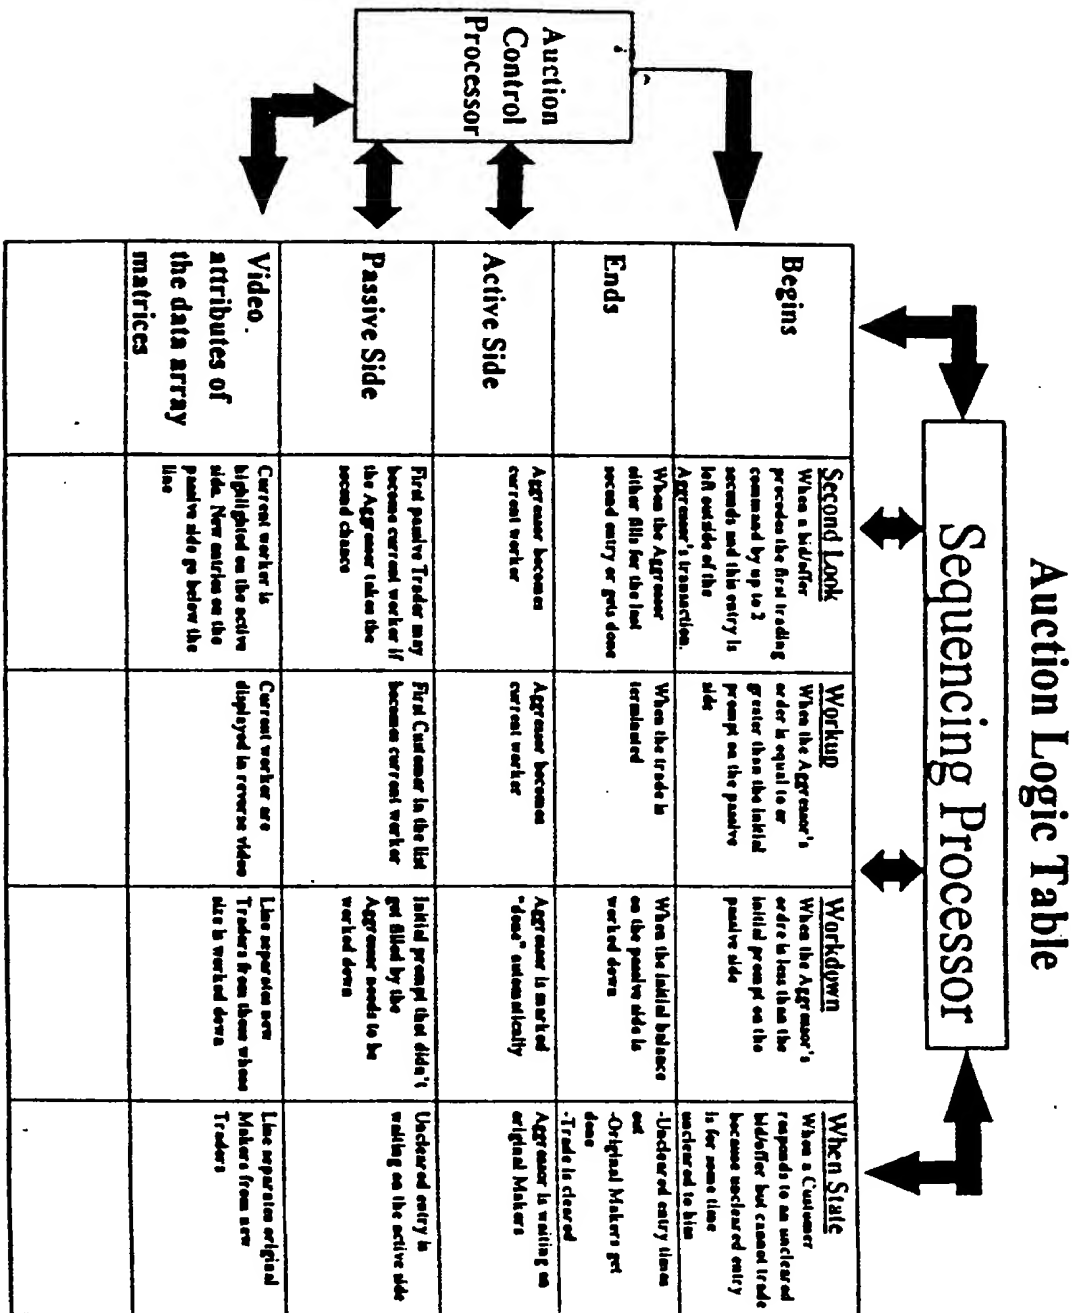 Auction Logic Table
Sequencing Processor
Auction
Control
Processor
Second Look
Workup
Workdown
When State
Begins
When a bid/offer
precedes the first trading
command by up to 2
seconds and this entry is
left outside of the
Aggressor's transaction.
When the Aggressor's
order is equal to or
greater than the initial
prompt on the passive
side
When the Aggressor's
ordre is less than the
initial prompt on the
passive side
When a Customer
responds to an uncleared
bid/offer but cannot trade
because uncleared entry
is for some time
uncleared to him
Ends
When the Aggressor
either fills for the last
second entry or gets done
When the trade is
terminated
When the initial balance
on the passive side is
worked down
-Uncleared entry times
out
-Original Makers get
done
-Trade is cleared
Active Side
Aggressor becomes
current worker
Aggressor becomes
current worker
Aggressor is marked
"done" automatically
Aggressor is waiting on
original Makers
Passive Side
First passive Trader may
become current worker if
the Aggressor takes the
second chance
First Customer in the list
becomes current worker
Initial prompt that didn't
get filled by the
Aggressor needs to be
worked down
Uncleared entry is
waiting on the active side
Video
attributes of
the data array
matrices
Current worker is
highlighted on the active
side. New entries on the
passive side go below the
line
Current worker are
displayed in reverse video
Line separates new
Traders from those whose
size is worked down
Line separates original
Makers from new
Traders